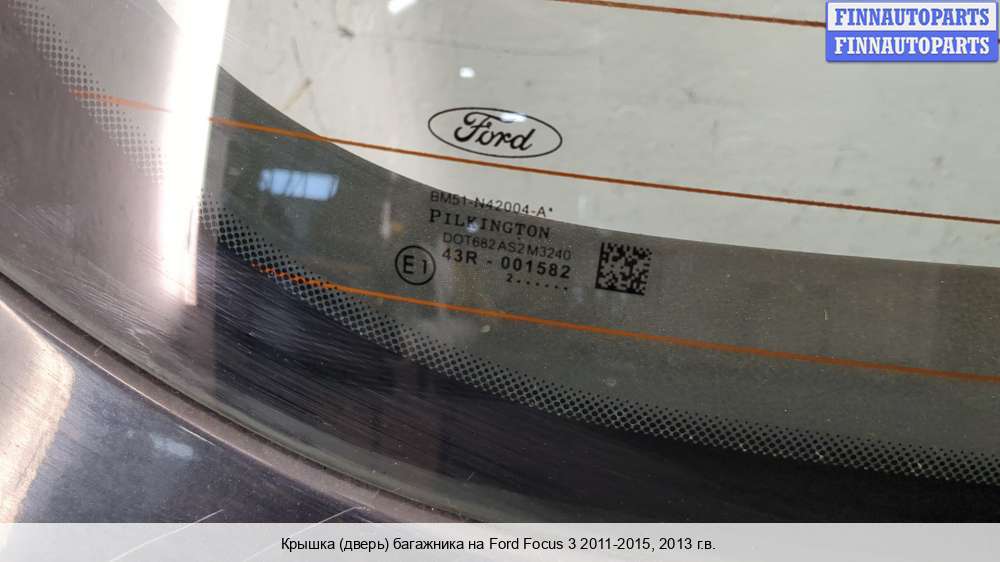 FINNAUTOPARTS
FINNAUTOPARTS
Ford
BM51-N42004-A*
PILKINGTON
DOT682 AS2 M3240
43R - 001582
E1
2······
Крышка (дверь) багажника на Ford Focus 3 2011-2015, 2013 г.в.